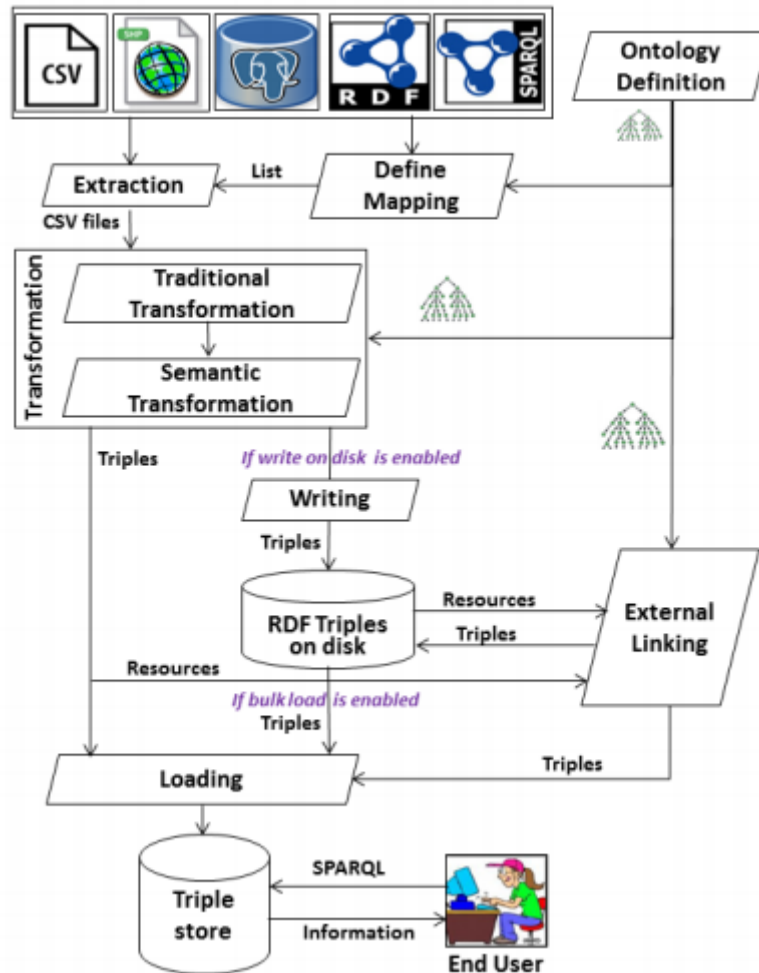 CSV
SHP
RDF
SPARQL
Ontology
Definition
Extraction
List
Define
Mapping
CSV files
Transformation
Traditional
Transformation
Semantic
Transformation
Triples
If write on disk is enabled
Writing
Triples
RDF Triples
on disk
Resources
Triples
External
Linking
Resources
If bulk load is enabled
Triples
Triples
Loading
Triple
store
SPARQL
Information
End User